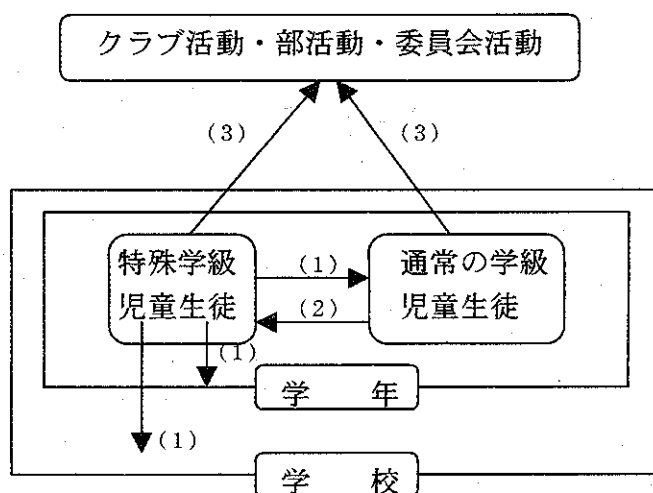 クラブ活動・部活動・委員会活動
(3)
(3)
特殊学級
児童生徒
(1)
(2)
通常の学級
児童生徒
(1)
学　年
(1)
学　校